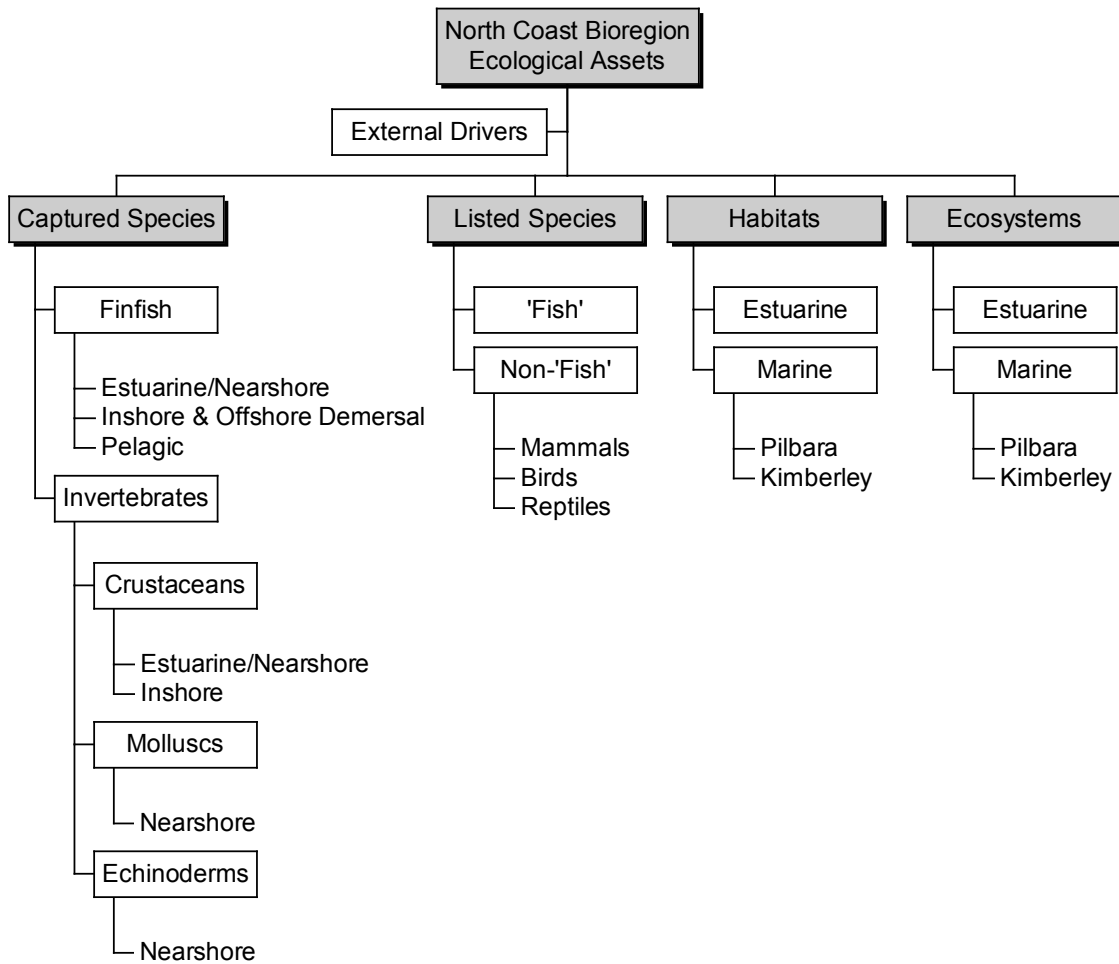 North Coast Bioregion
Ecological Assets
External Drivers
Captured Species
Finfish
Estuarine/Nearshore
Inshore & Offshore Demersal
Pelagic
Invertebrates
Crustaceans
Estuarine/Nearshore
Inshore
Molluscs
Nearshore
Echinoderms
Nearshore
Listed Species
'Fish'
Non-'Fish'
Mammals
Birds
Reptiles
Habitats
Estuarine
Marine
Pilbara
Kimberley
Ecosystems
Estuarine
Marine
Pilbara
Kimberley